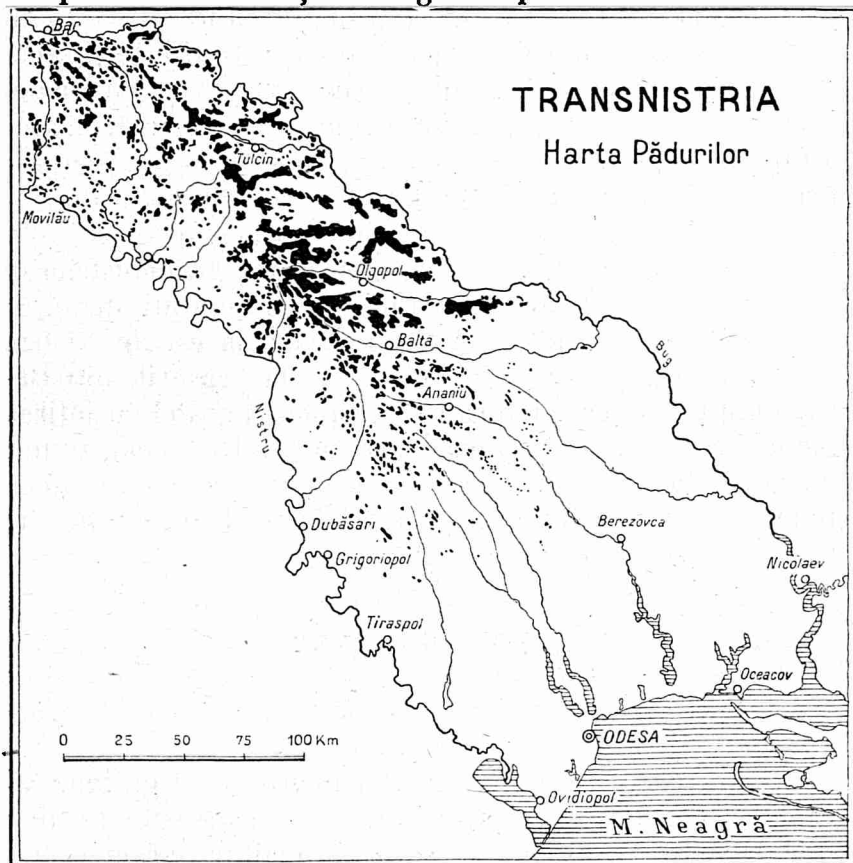 TRANSNISTRIA
Harta Pădurilor
Bar
Tulcin
Movilău
Olgopol
Balta
Bug
Ananiu
Nistru
Dubăsari
Berezovca
Grigoriopol
Nicolaev
Tiraspol
Oceacov
0 25 50 75 100 Km
ODESA
Ovidiopol
M. Neagră